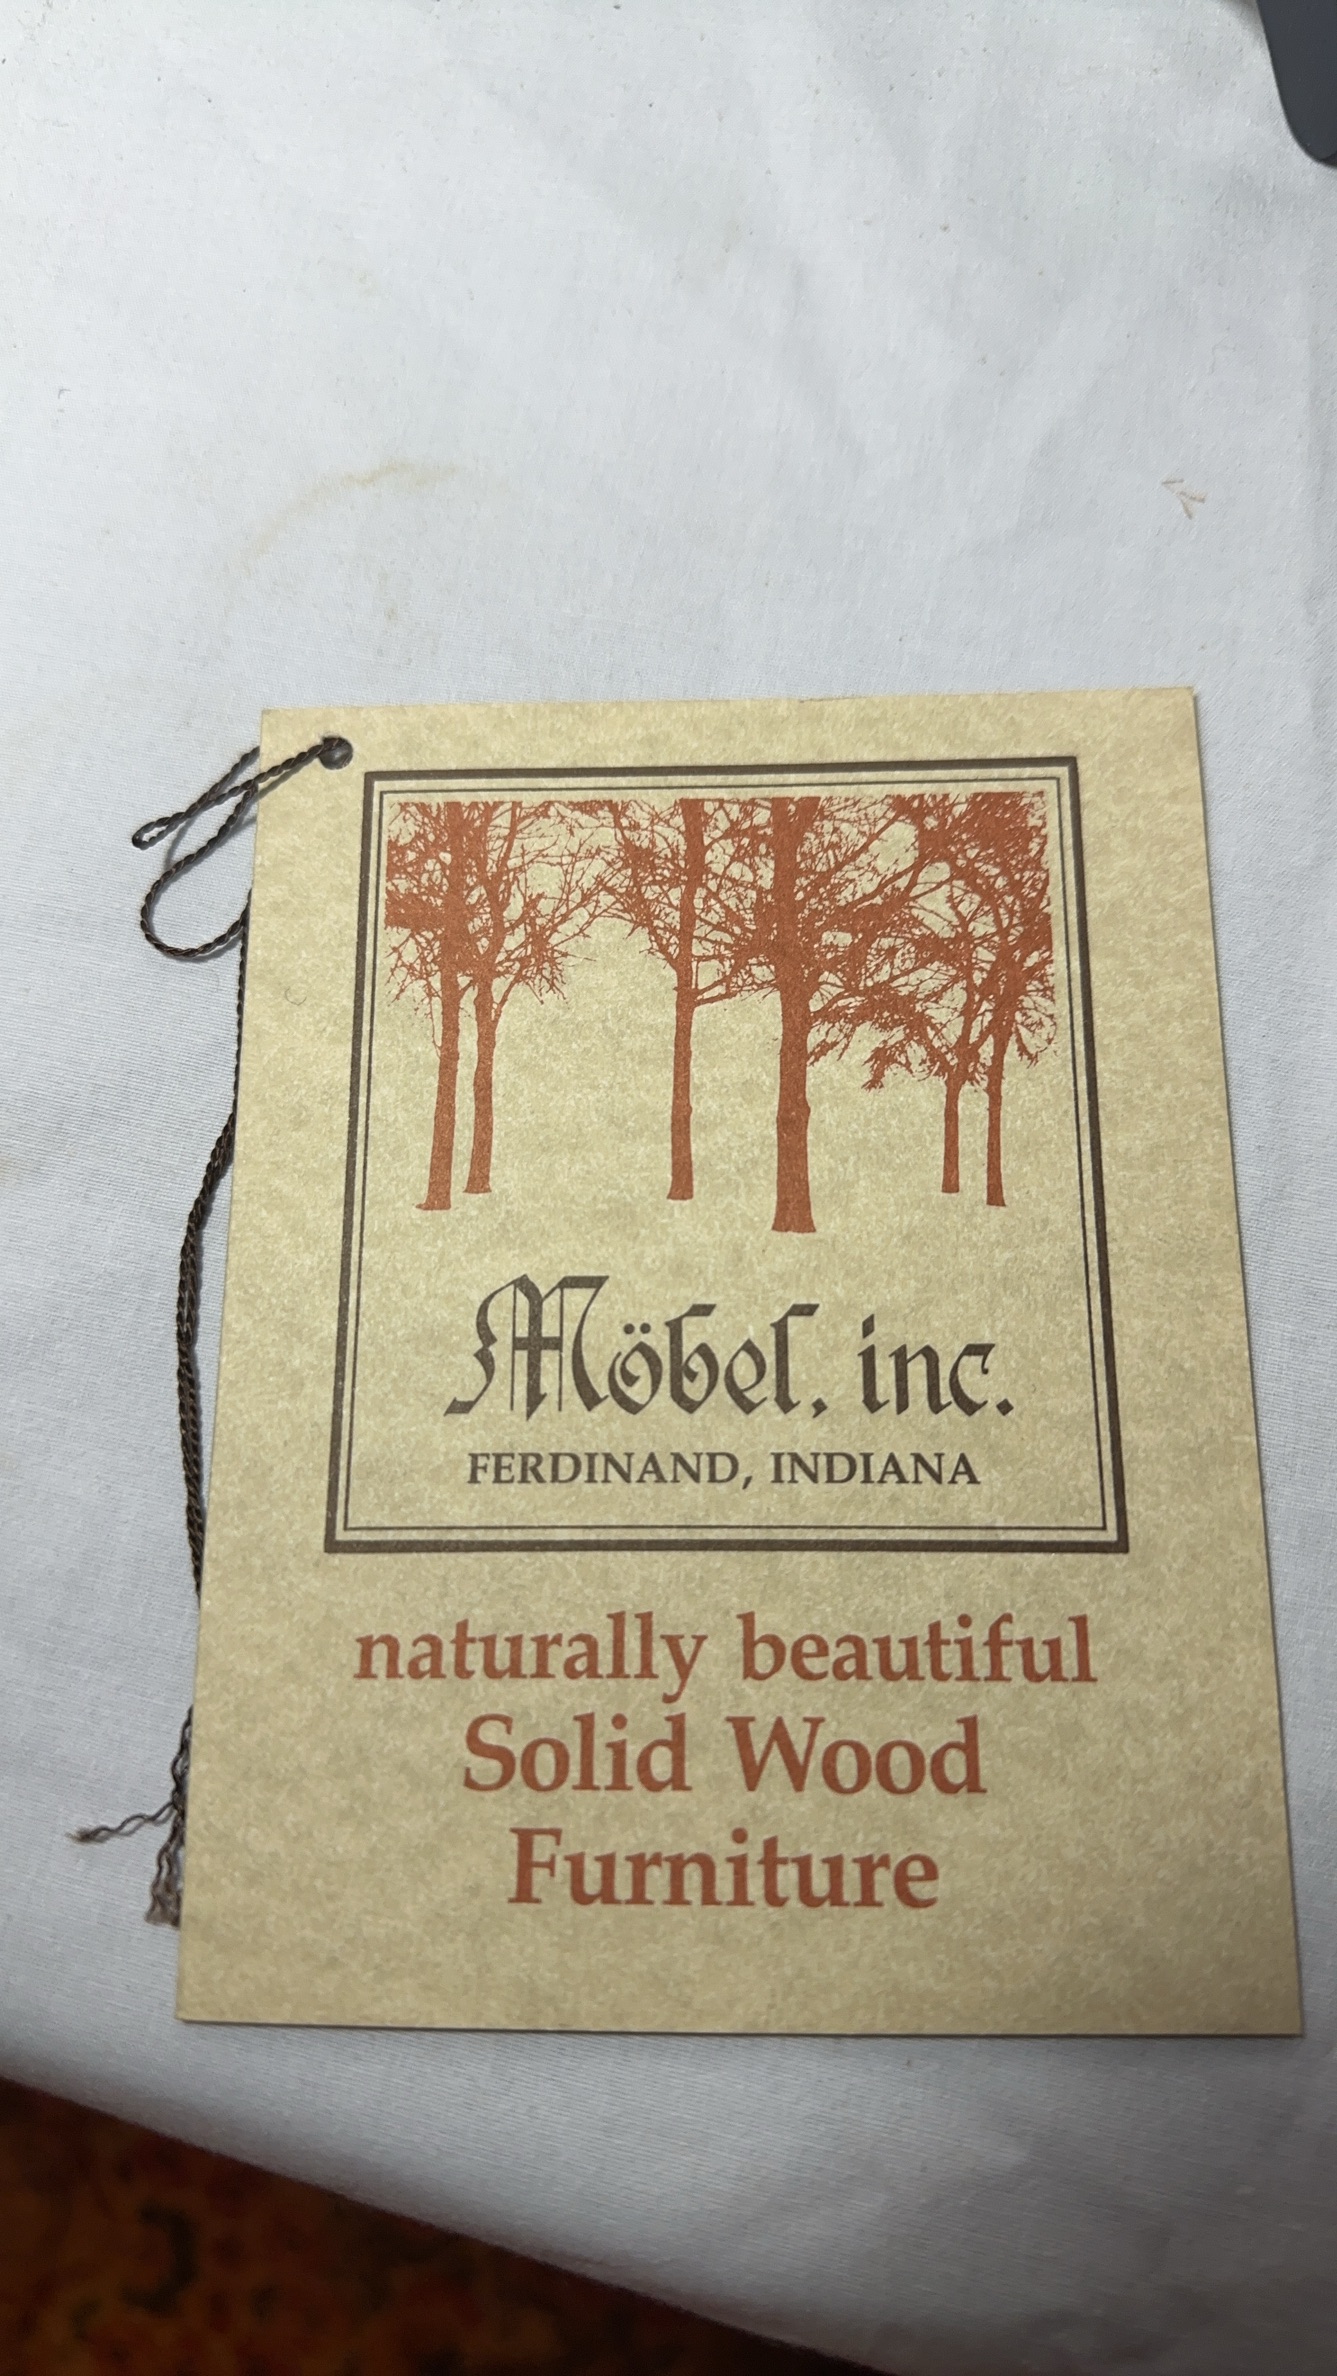 Möbel, inc.
FERDINAND, INDIANA
naturally beautiful
Solid Wood
Furniture